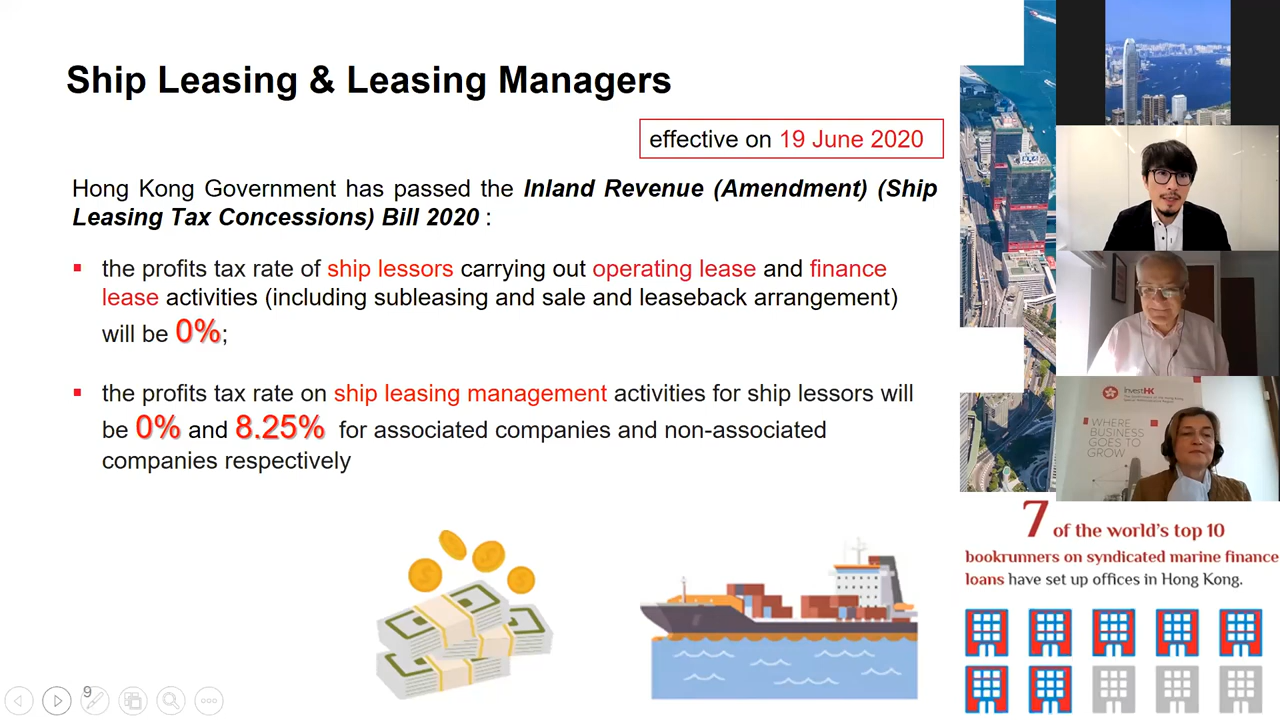 Ship Leasing & Leasing Managers
effective on 19 June 2020
Hong Kong Government has passed the Inland Revenue (Amendment) (Ship
Leasing Tax Concessions) Bill 2020 :
the profits tax rate of ship lessors carrying out operating lease and finance
lease activities (including subleasing and sale and leaseback arrangement)
will be 0%;
the profits tax rate on ship leasing management activities for ship lessors will
be 0% and 8.25% for associated companies and non-associated
companies respectively
investHK
WHERE
BUSINESS
GOES TO
GROW
7 of the world's top 10
bookrunners on syndicated marine finance
loans have set up offices in Hong Kong.
9